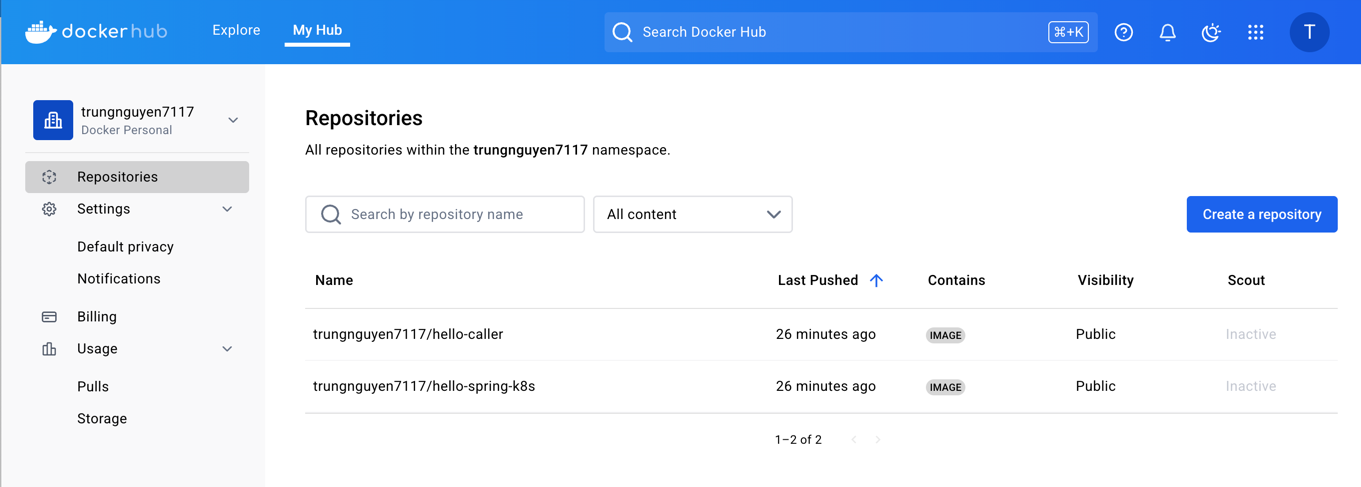 dockerhub
Explore
My Hub
Search Docker Hub
⌘+K
T
trungnguyen7117
Docker Personal
Repositories
Settings
Default privacy
Notifications
Billing
Usage
Pulls
Storage
Repositories
All repositories within the trungnguyen7117 namespace.
Search by repository name
All content
Create a repository
Name Last Pushed Contains Visibility Scout
trungnguyen7117/hello-caller 26 minutes ago IMAGE Public Inactive
trungnguyen7117/hello-spring-k8s 26 minutes ago IMAGE Public Inactive
1–2 of 2